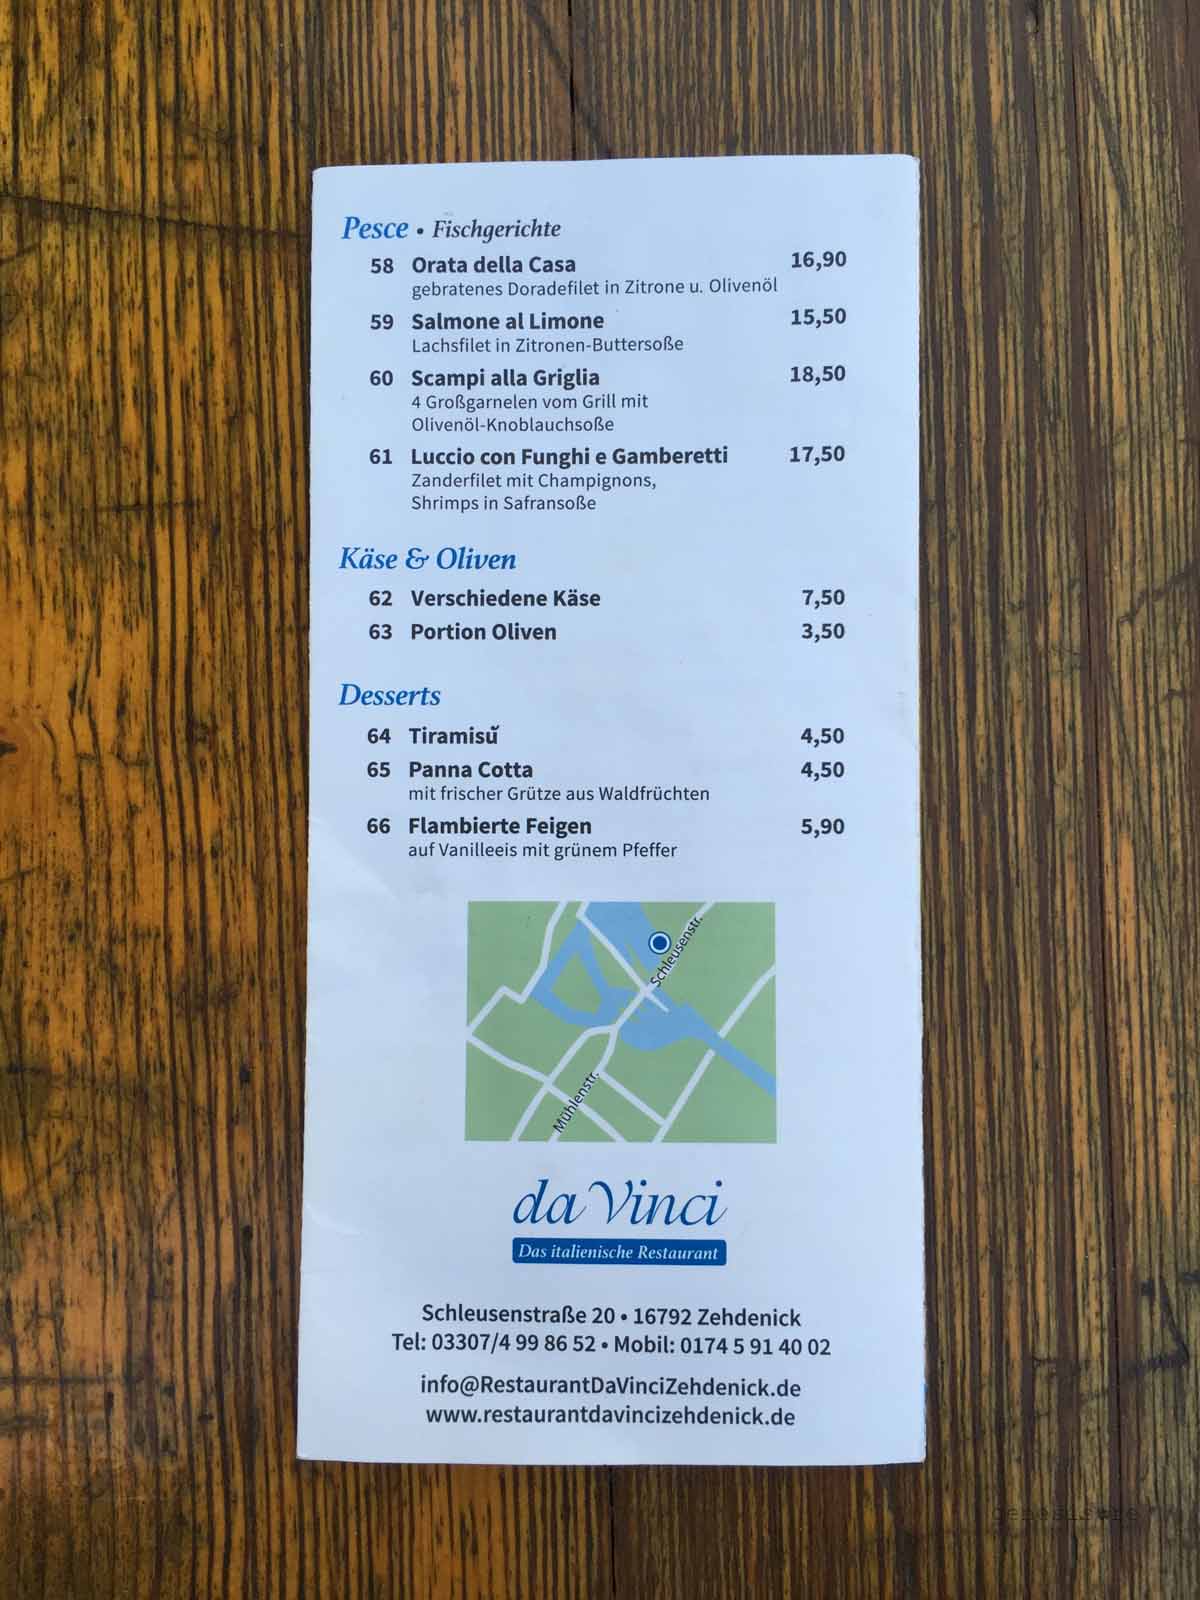 Pesce • Fischgerichte
58 Orata della Casa 16,90
gebratenes Doradefilet in Zitrone u. Olivenöl
59 Salmone al Limone 15,50
Lachsfilet in Zitronen-Buttersoße
60 Scampi alla Griglia 18,50
4 Großgarnelen vom Grill mit
Olivenöl-Knoblauchsoße
61 Luccio con Funghi e Gamberetti 17,50
Zanderfilet mit Champignons,
Shrimps in Safransoße
Käse & Oliven
62 Verschiedene Käse 7,50
63 Portion Oliven 3,50
Desserts
64 Tiramisŭ 4,50
65 Panna Cotta 4,50
mit frischer Grütze aus Waldfrüchten
66 Flambierte Feigen 5,90
auf Vanilleeis mit grünem Pfeffer
Schleusenstr.
Mühlenstr.
da Vinci
Das italienische Restaurant
Schleusenstraße 20 • 16792 Zehdenick
Tel: 03307/4 99 86 52 • Mobil: 0174 5 91 40 02
info@RestaurantDaVinciZehdenick.de
www.restaurantdavincizehdenick.de